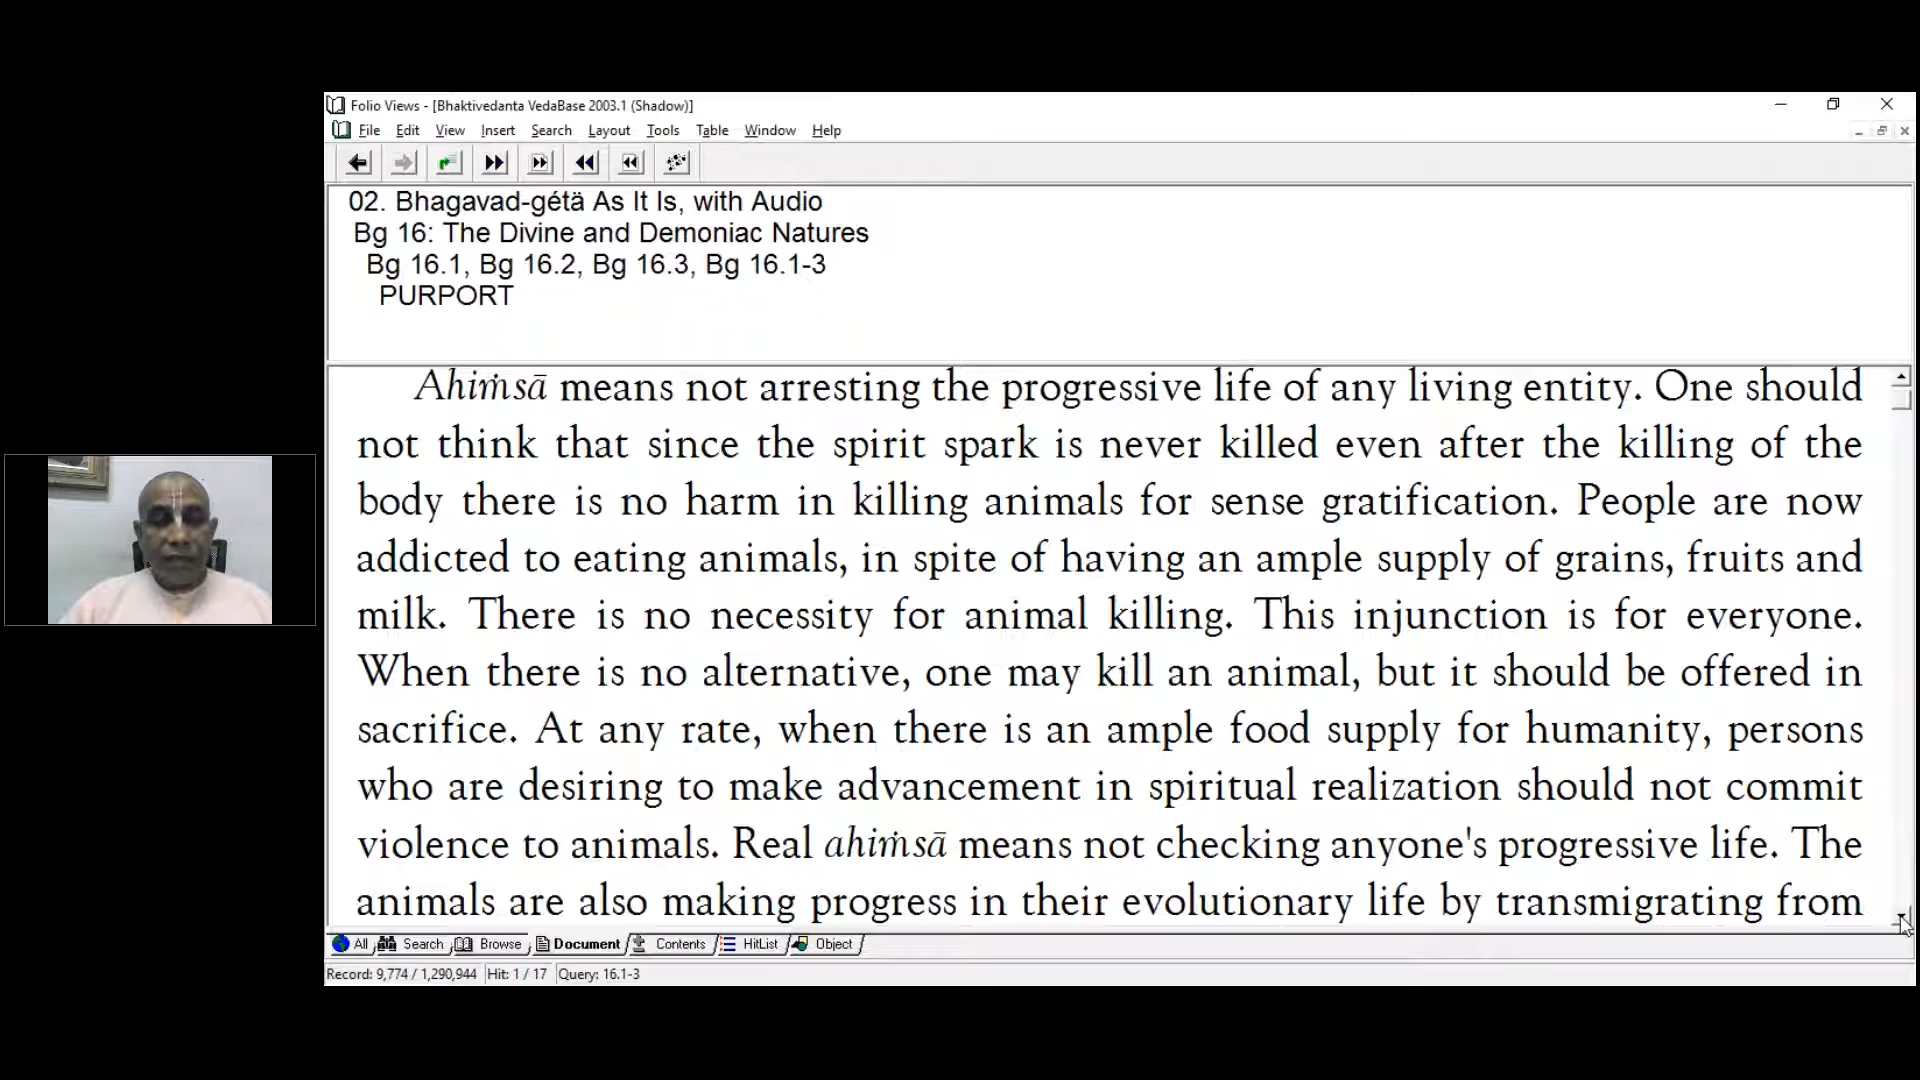 Folio Views - [Bhaktivedanta VedaBase 2003.1 (Shadow)]
File Edit View Insert Search Layout Tools Table Window Help
02. Bhagavad-gétä As It Is, with Audio
Bg 16: The Divine and Demoniac Natures
Bg 16.1, Bg 16.2, Bg 16.3, Bg 16.1-3
PURPORT
Ahiṁsā means not arresting the progressive life of any living entity. One should
not think that since the spirit spark is never killed even after the killing of the
body there is no harm in killing animals for sense gratification. People are now
addicted to eating animals, in spite of having an ample supply of grains, fruits and
milk. There is no necessity for animal killing. This injunction is for everyone.
When there is no alternative, one may kill an animal, but it should be offered in
sacrifice. At any rate, when there is an ample food supply for humanity, persons
who are desiring to make advancement in spiritual realization should not commit
violence to animals. Real ahiṁsā means not checking anyone's progressive life. The
animals are also making progress in their evolutionary life by transmigrating from
All Search Browse Document Contents HitList Object
Record: 9,774 / 1,290,944 Hit: 1 / 17 Query: 16.1-3